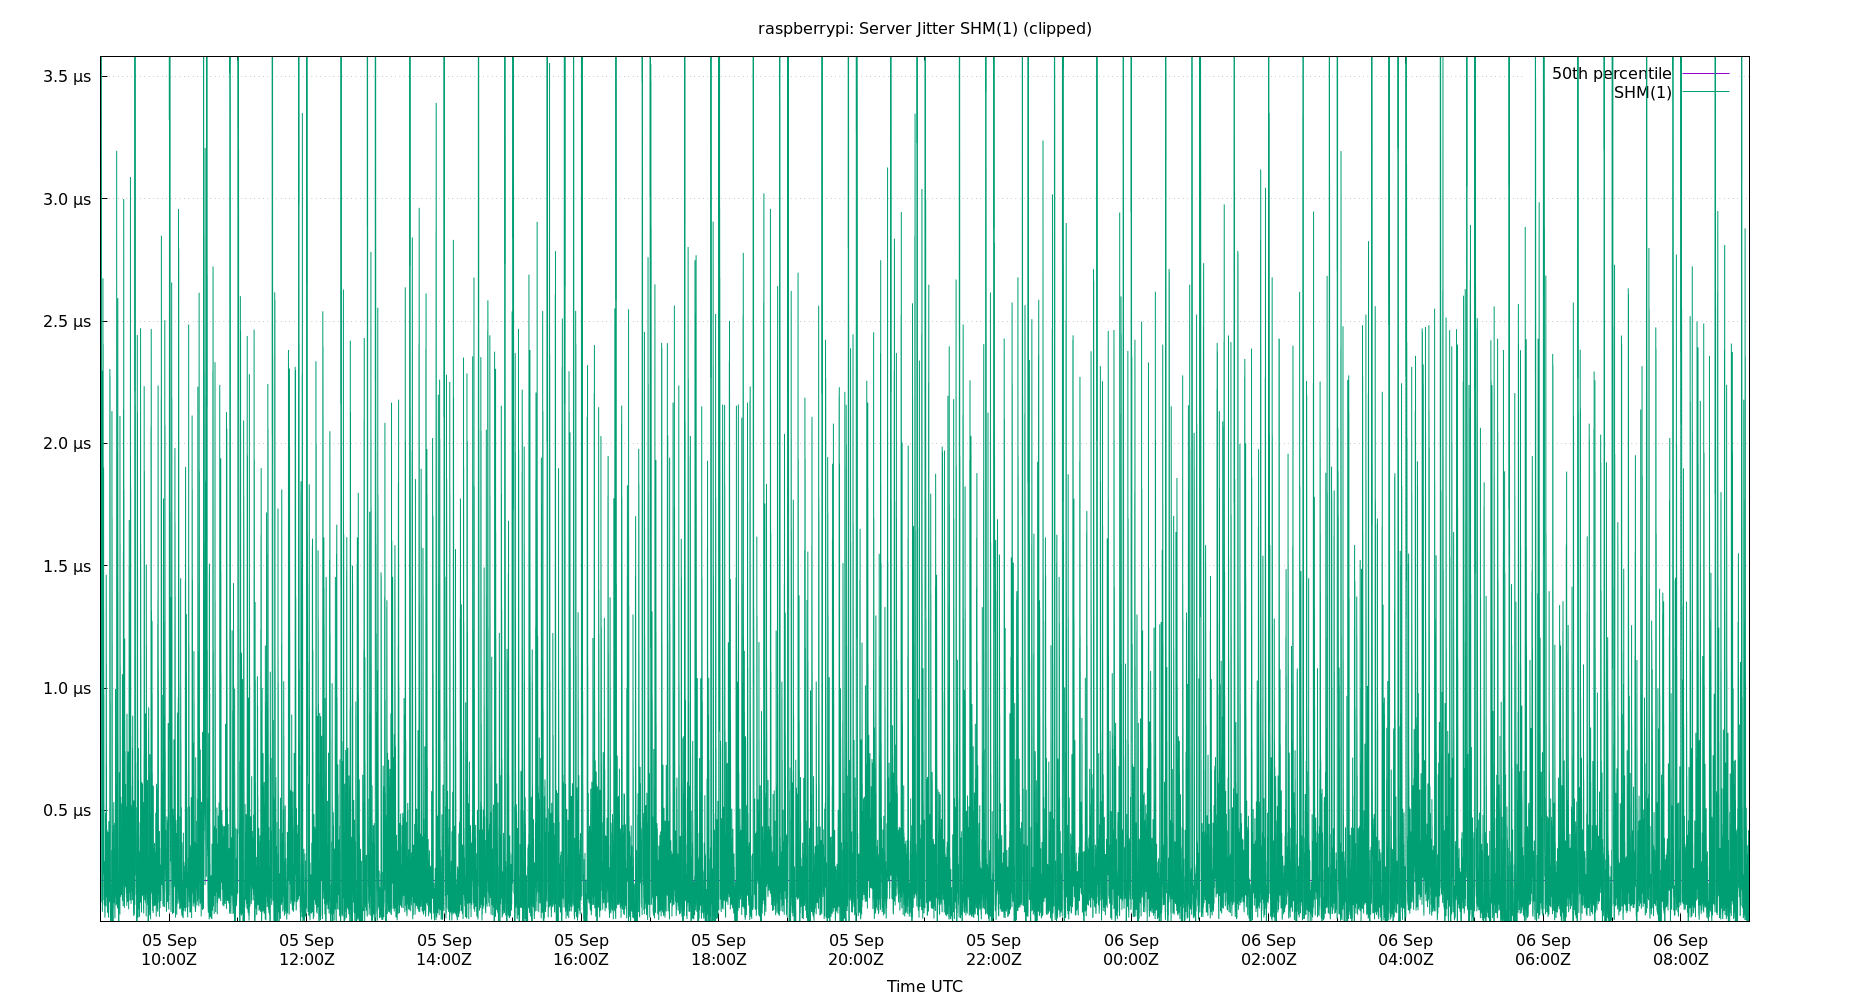 raspberrypi: Server Jitter SHM(1) (clipped)
50th percentile
SHM(1)
3.5 µs
3.0 µs
2.5 µs
2.0 µs
1.5 µs
1.0 µs
0.5 µs
05 Sep 05 Sep 05 Sep 05 Sep 05 Sep 05 Sep 05 Sep 06 Sep 06 Sep 06 Sep 06 Sep 06 Sep
10:00Z 12:00Z 14:00Z 16:00Z 18:00Z 20:00Z 22:00Z 00:00Z 02:00Z 04:00Z 06:00Z 08:00Z
Time UTC